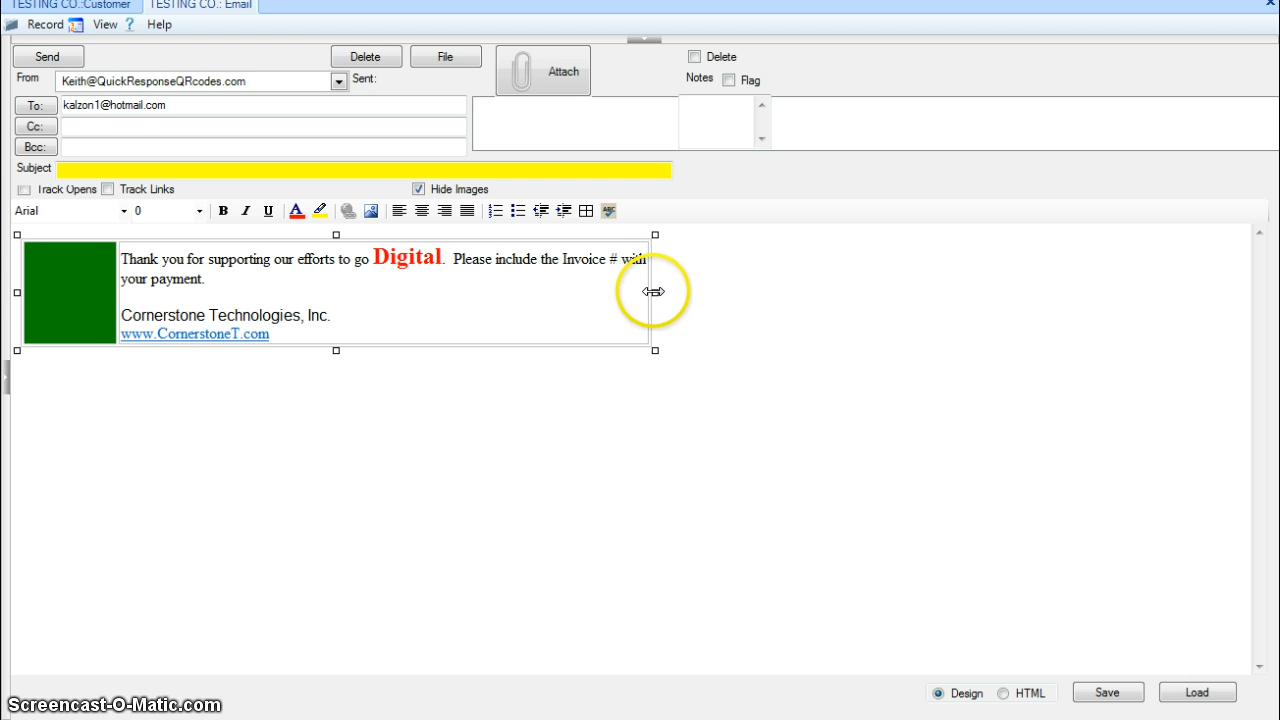 TESTING CO.:Customer TESTING CO.: Email
Record View ? Help
Send Delete File Attach Delete
From Keith@QuickResponseQRcodes.com Sent: Notes Flag
To: kalzon1@hotmail.com
Cc:
Bcc:
Subject
Track Opens Track Links Hide Images
Arial 0 B I U A ABC
Thank you for supporting our efforts to go Digital. Please include the Invoice # with
your payment.
Cornerstone Technologies, Inc.
www.CornerstoneT.com
Design HTML Save Load
Screencast-O-Matic.com